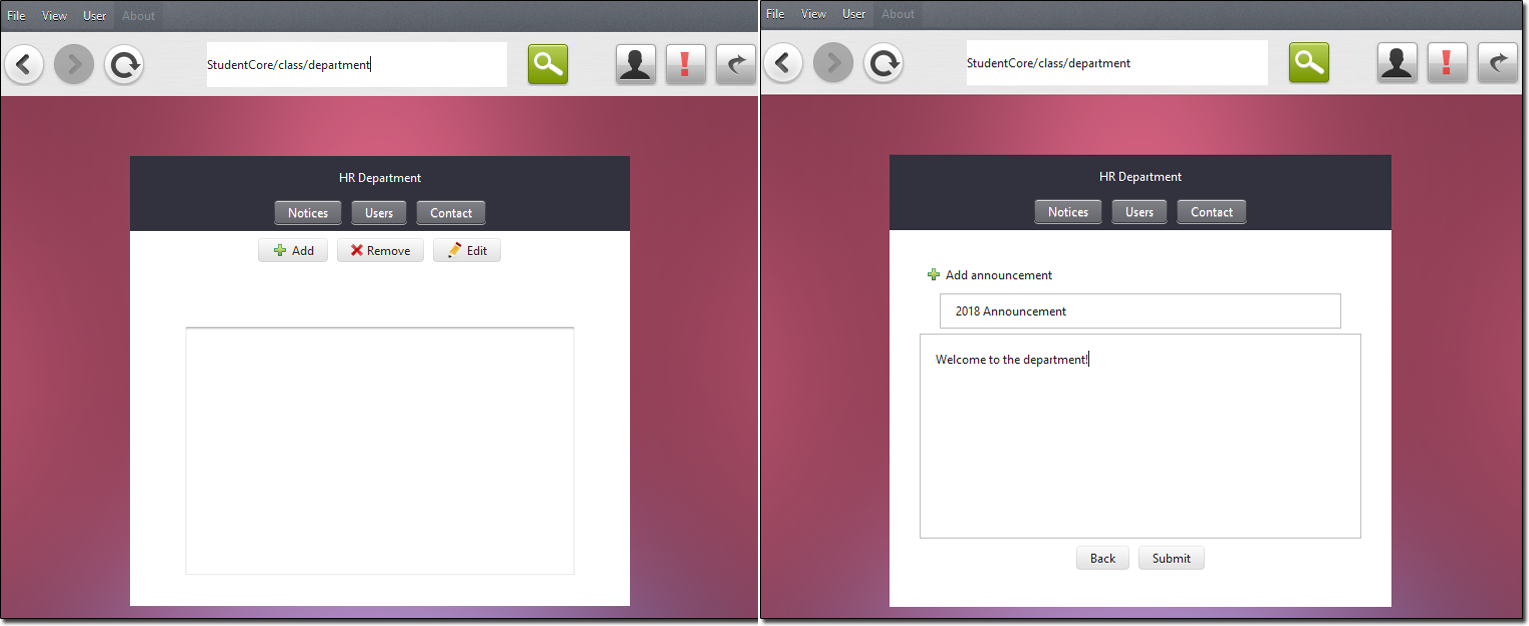 File View User About
StudentCore/class/department
HR Department
Notices Users Contact
Add Remove Edit
File View User About
StudentCore/class/department
HR Department
Notices Users Contact
Add announcement
2018 Announcement
Welcome to the department!
Back Submit